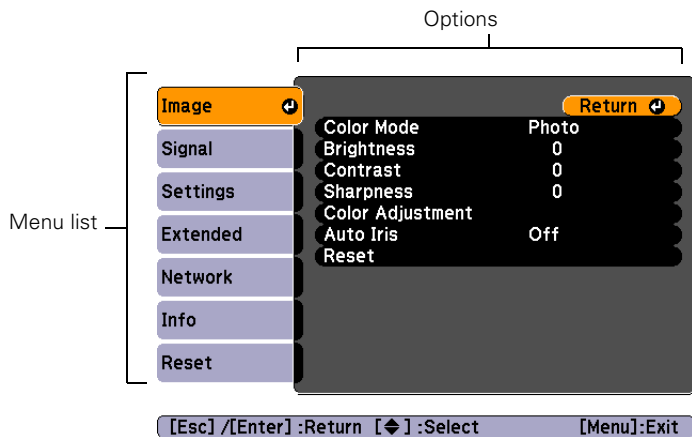 Options
Menu list
Image
Signal
Settings
Extended
Network
Info
Reset
Return
Color Mode Photo
Brightness 0
Contrast 0
Sharpness 0
Color Adjustment
Auto Iris Off
Reset
[Esc] /[Enter] :Return [◆] :Select [Menu]:Exit